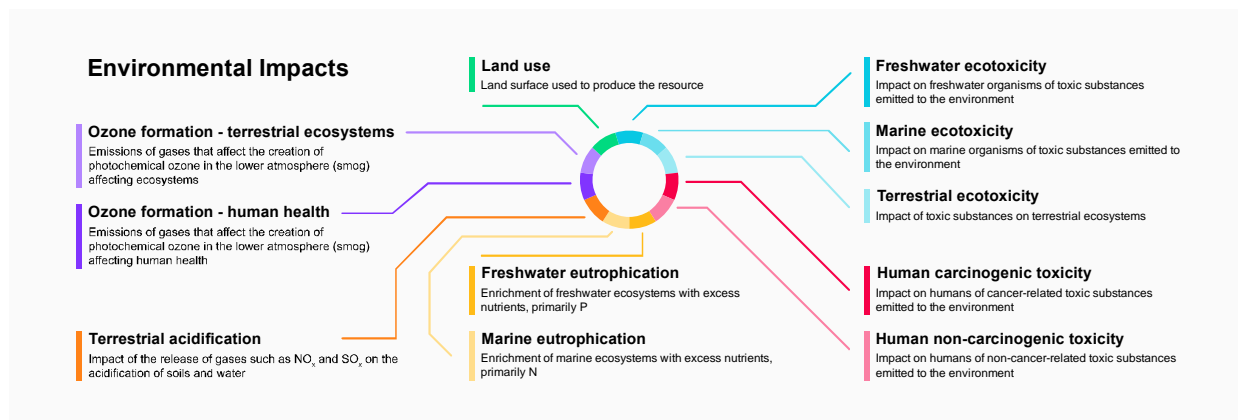 Environmental Impacts
Ozone formation - terrestrial ecosystems
Emissions of gases that affect the creation of
photochemical ozone in the lower atmosphere (smog)
affecting ecosystems
Ozone formation - human health
Emissions of gases that affect the creation of
photochemical ozone in the lower atmosphere (smog)
affecting human health
Terrestrial acidification
Impact of the release of gases such as NOₓ and SOₓ on the
acidification of soils and water
Land use
Land surface used to produce the resource
Freshwater eutrophication
Enrichment of freshwater ecosystems with excess
nutrients, primarily P
Marine eutrophication
Enrichment of marine ecosystems with excess nutrients,
primarily N
Freshwater ecotoxicity
Impact on freshwater organisms of toxic substances
emitted to the environment
Marine ecotoxicity
Impact on marine organisms of toxic substances emitted to
the environment
Terrestrial ecotoxicity
Impact of toxic substances on terrestrial ecosystems
Human carcinogenic toxicity
Impact on humans of cancer-related toxic substances
emitted to the environment
Human non-carcinogenic toxicity
Impact on humans of non-cancer-related toxic substances
emitted to the environment